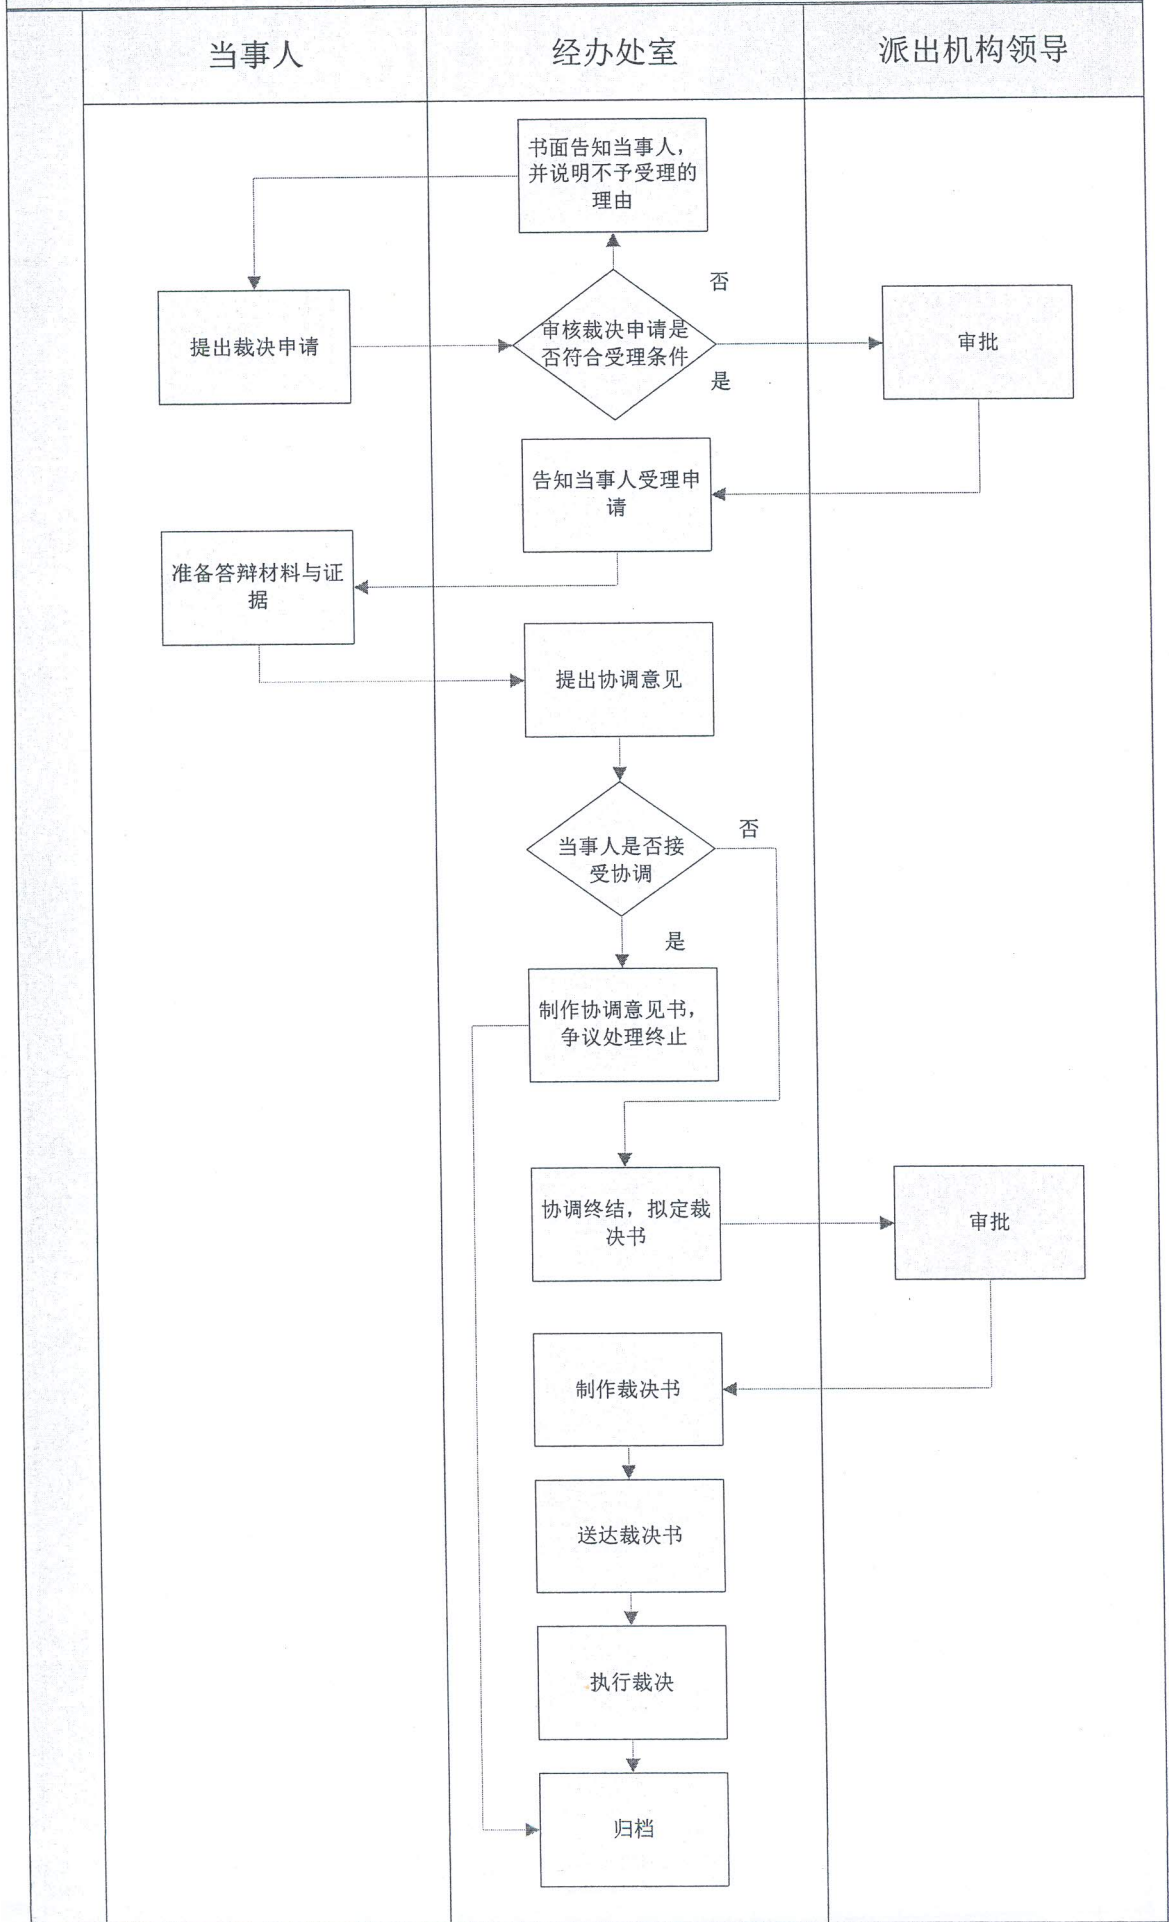 当事人
经办处室
派出机构领导
书面告知当事人，
并说明不予受理的
理由
否
提出裁决申请
审核裁决申请是
否符合受理条件
审批
是
告知当事人受理申
请
准备答辩材料与证
据
提出协调意见
否
当事人是否接
受协调
是
制作协调意见书，
争议处理终止
协调终结，拟定裁
决书
审批
制作裁决书
送达裁决书
执行裁决
归档